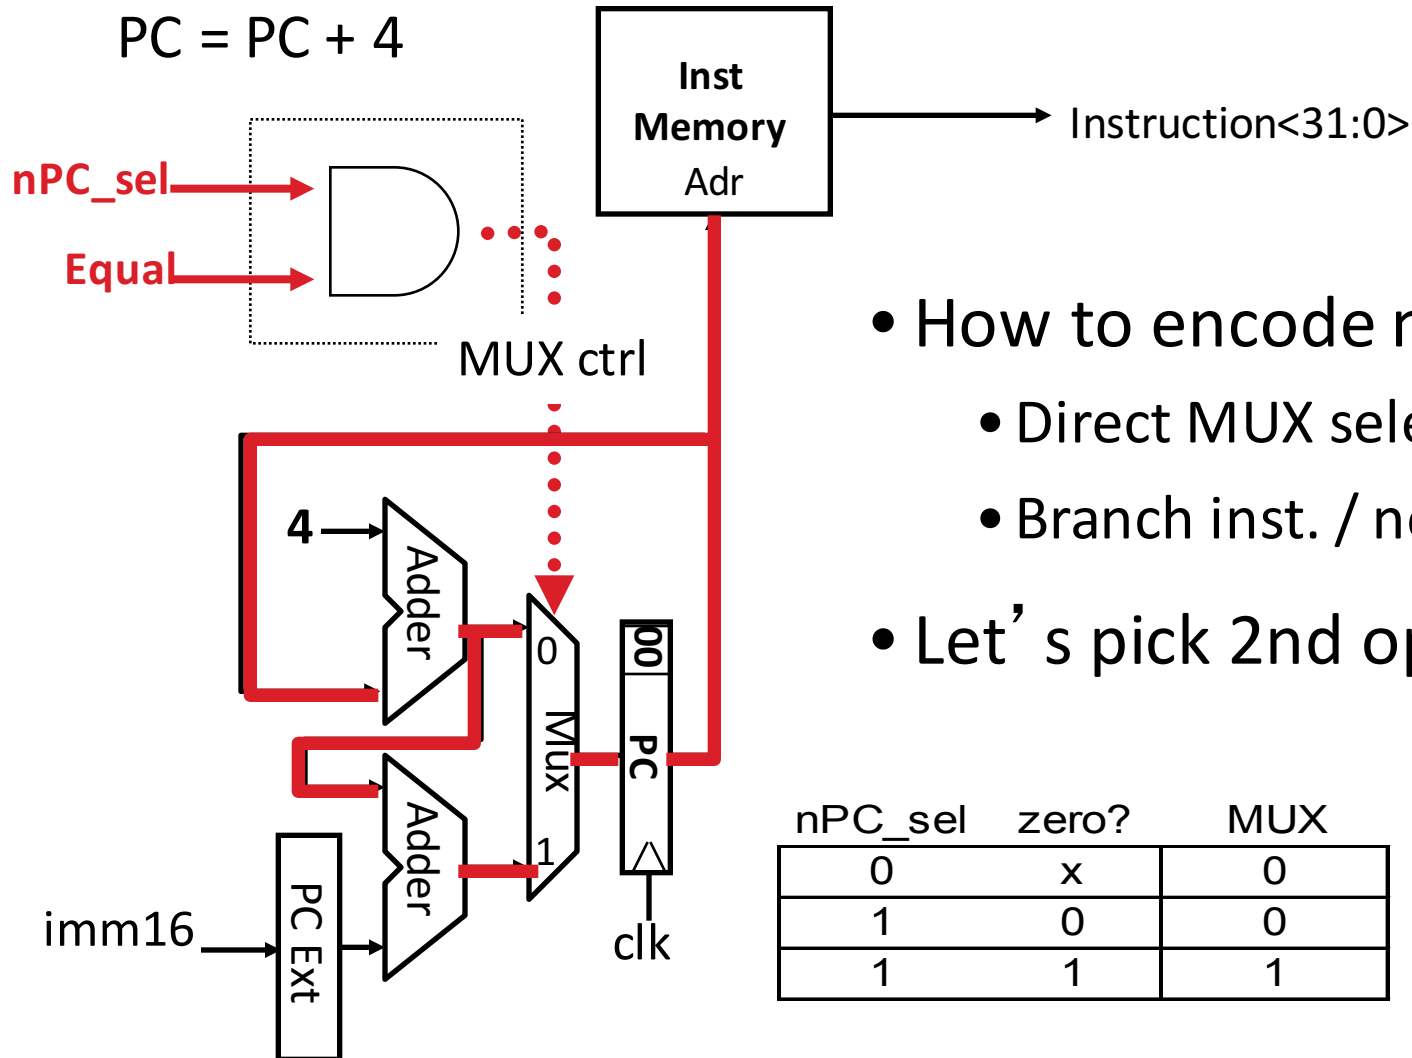 PC = PC + 4
Inst
Memory
Adr
Instruction<31:0>
nPC_sel
Equal
MUX ctrl
• How to encode
• Direct MUX
• Branch inst. /
• Let’s pick 2nd
4
Adder
0
Mux
1
00
PC
clk
Adder
imm16
PC Ext
nPC_sel zero? MUX
0 x 0
1 0 0
1 1 1